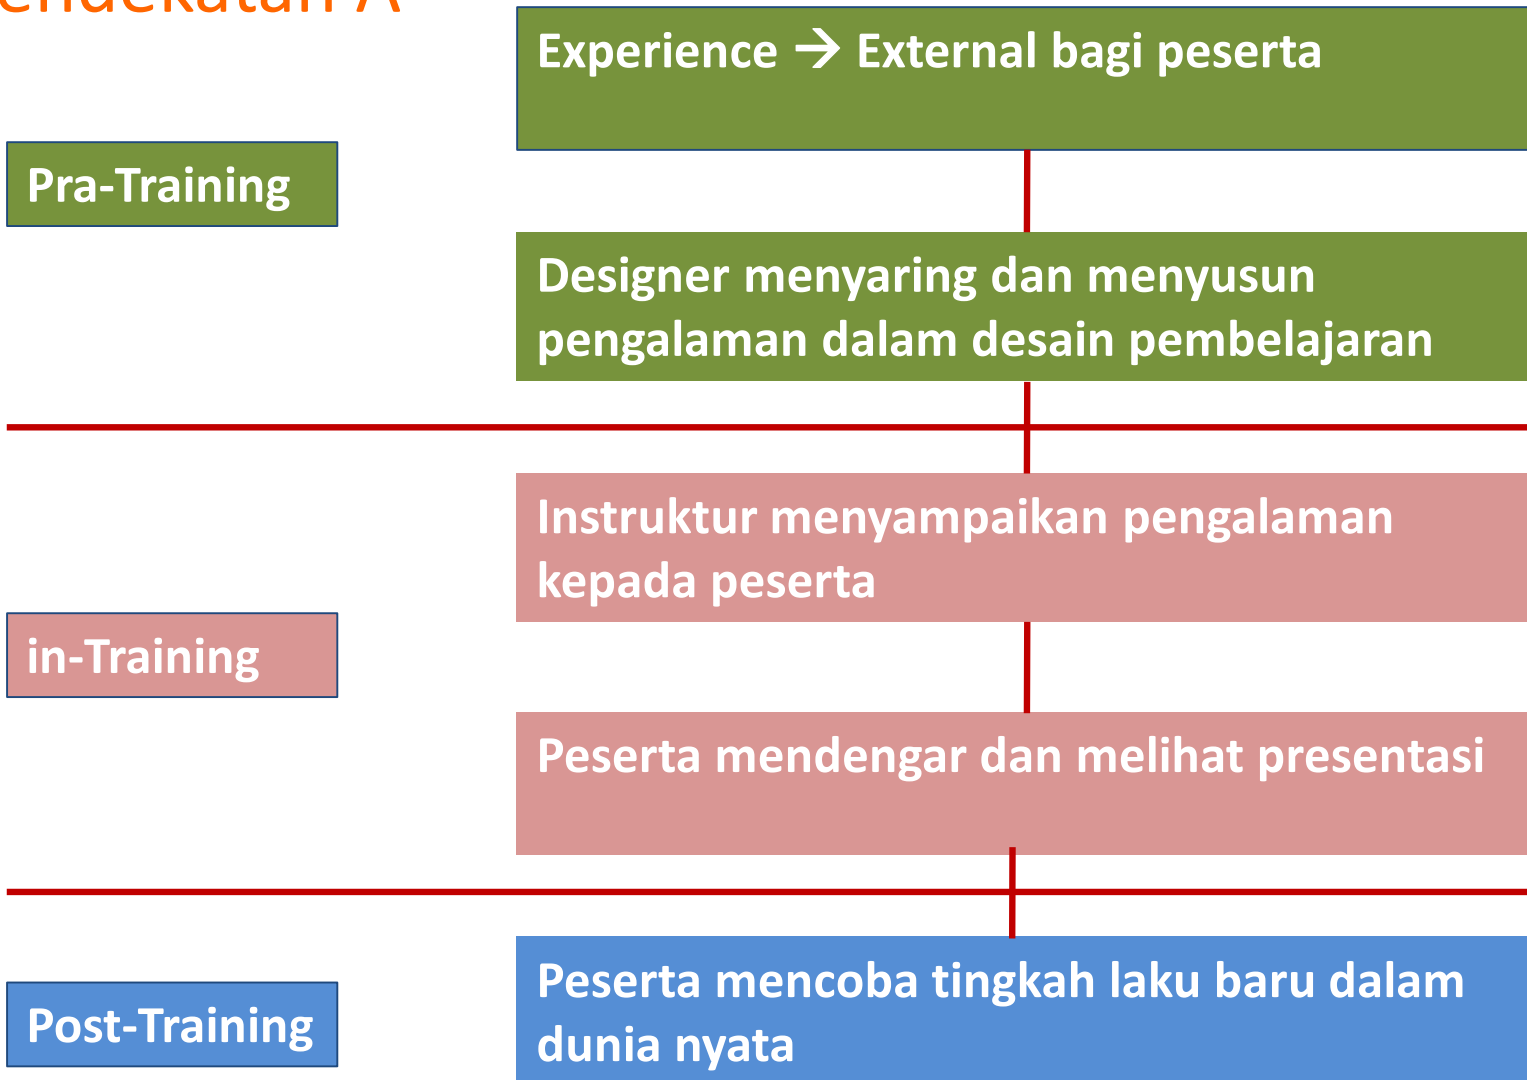 endekatan A
Experience → External bagi peserta
Pra-Training
Designer menyaring dan menyusun
pengalaman dalam desain pembelajaran
Instruktur menyampaikan pengalaman
kepada peserta
in-Training
Peserta mendengar dan melihat presentasi
Peserta mencoba tingkah laku baru dalam
dunia nyata
Post-Training